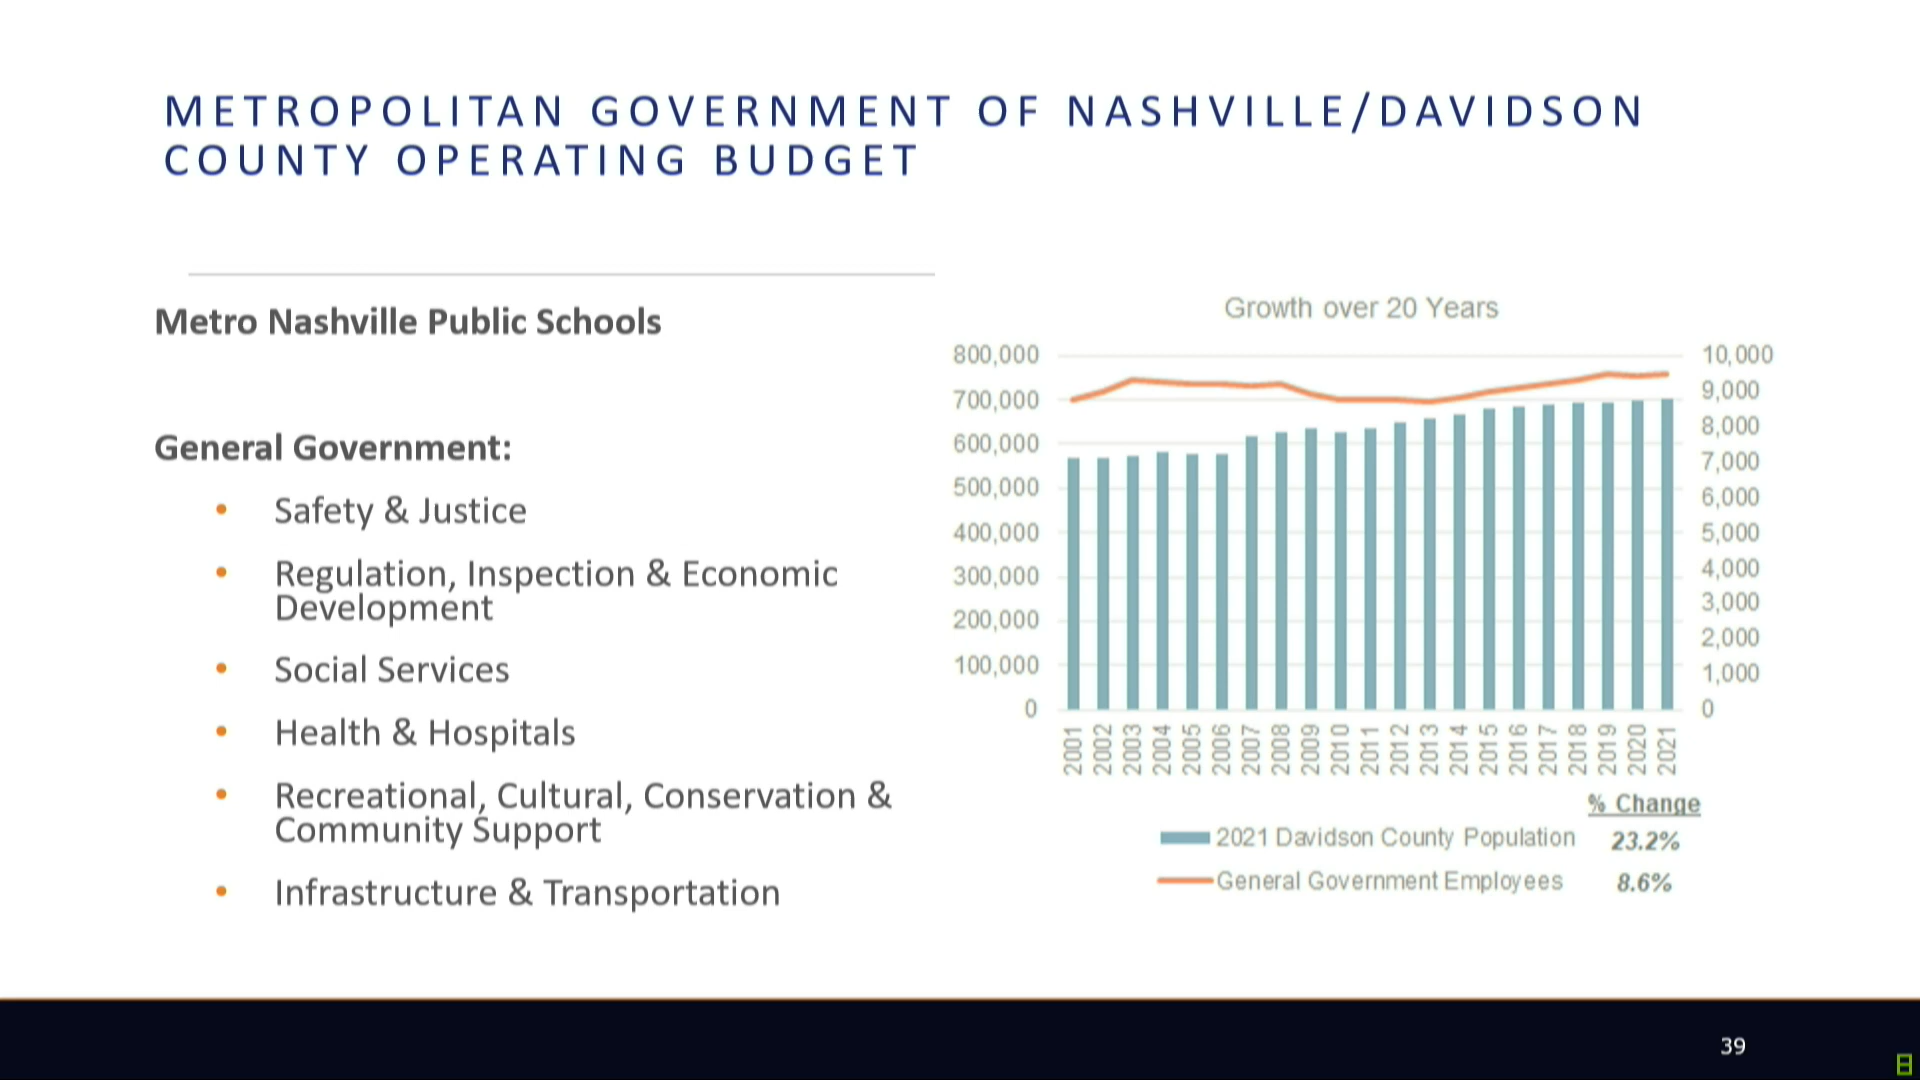 METROPOLITAN GOVERNMENT OF NASHVILLE/DAVIDSON
COUNTY OPERATING BUDGET
Metro Nashville Public Schools
General Government:
• Safety & Justice
• Regulation, Inspection & Economic
Development
• Social Services
• Health & Hospitals
• Recreational, Cultural, Conservation &
Community Support
• Infrastructure & Transportation
Growth over 20 Years
800,000
700,000
600,000
500,000
400,000
300,000
200,000
100,000
0
10,000
9,000
8,000
7,000
6,000
5,000
4,000
3,000
2,000
1,000
0
2001
2002
2003
2004
2005
2006
2007
2008
2009
2010
2011
2012
2013
2014
2015
2016
2017
2018
2019
2020
2021
% Change
2021 Davidson County Population 23.2%
General Government Employees 8.6%
39